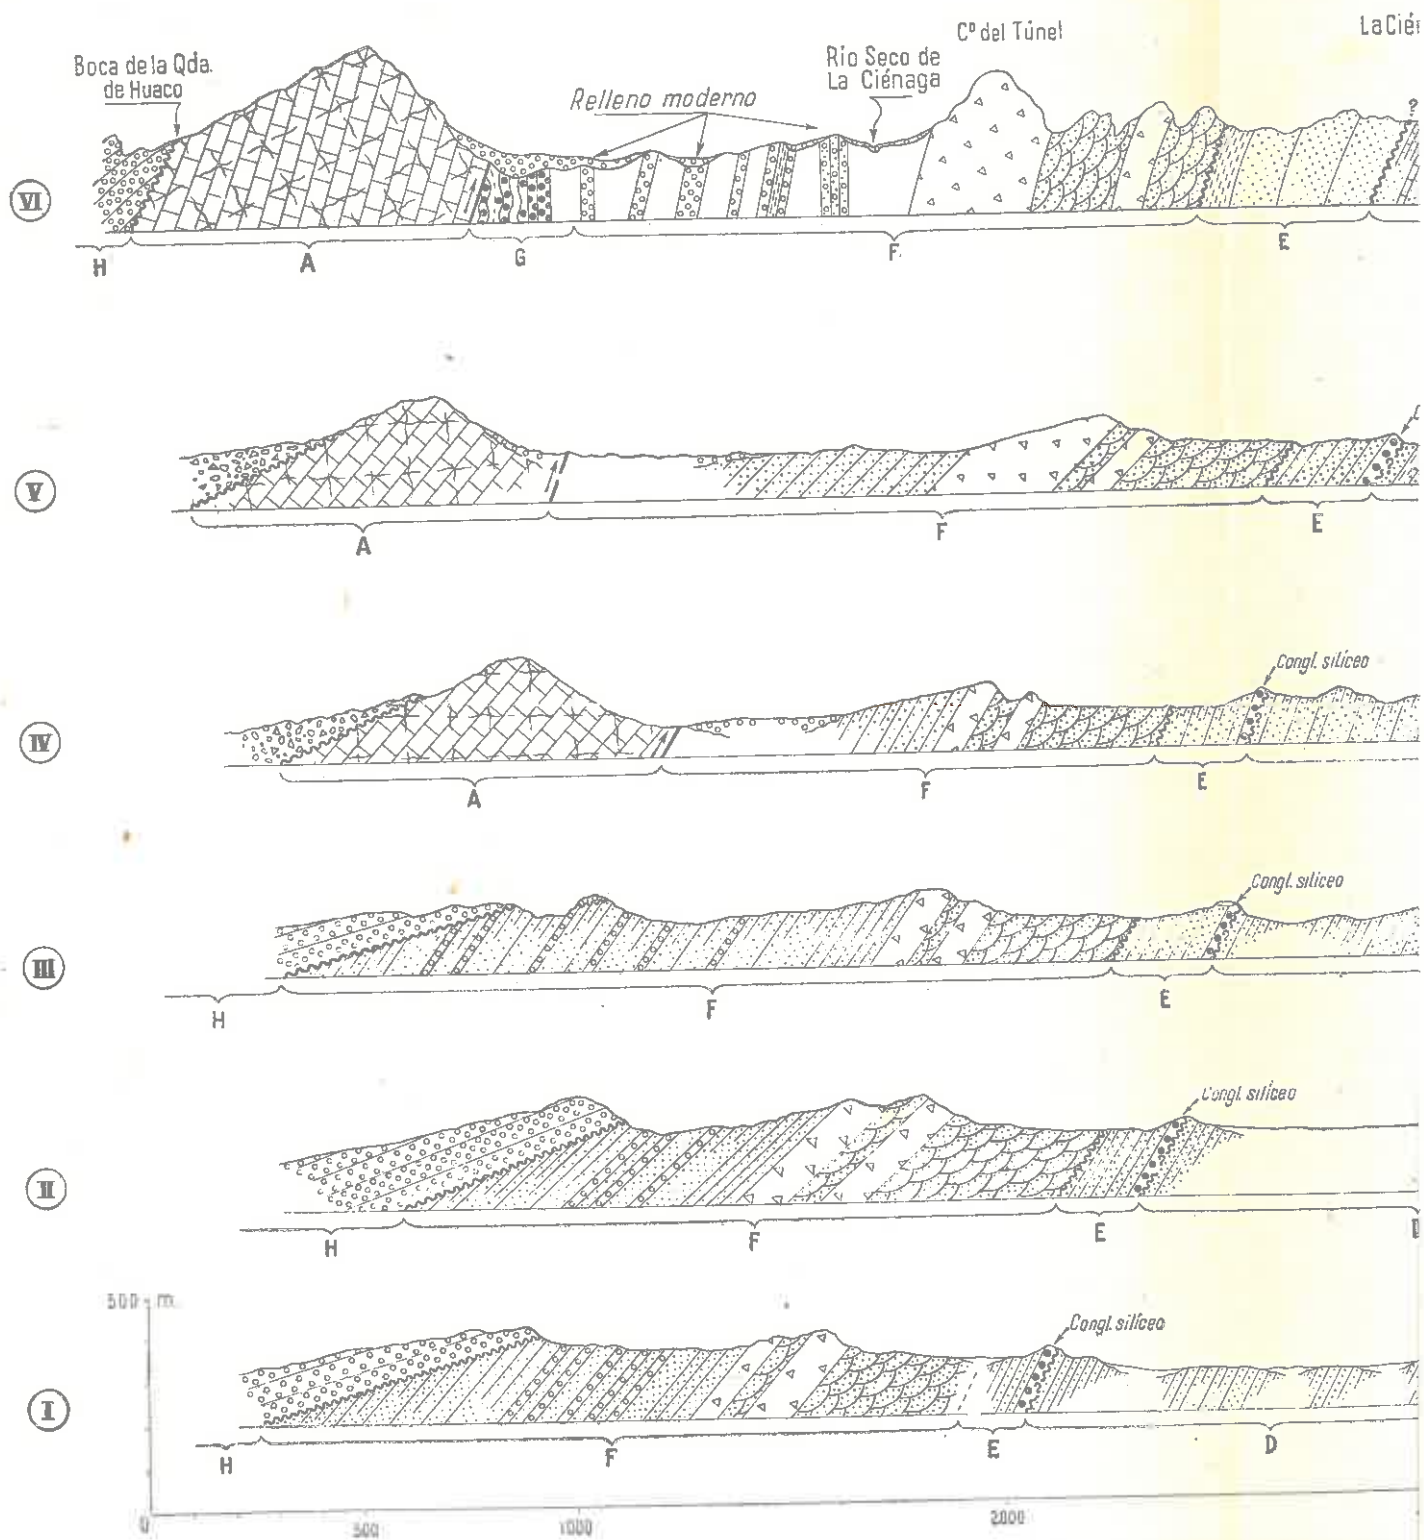 Cº del Túnel
Boca de la Qda.
de Huaco
Relleno moderno
Río Seco de
La Ciénaga
?
VI
H
A
G
F.
E
V
A
F
E
Congl. silíceo
IV
A
F
E
Congl. silíceo
III
H
F
E
Congl. silíceo
II
H
F
E
500 m.
Congl. silíceo
I
H
F
E
D
0
500
1000
2000